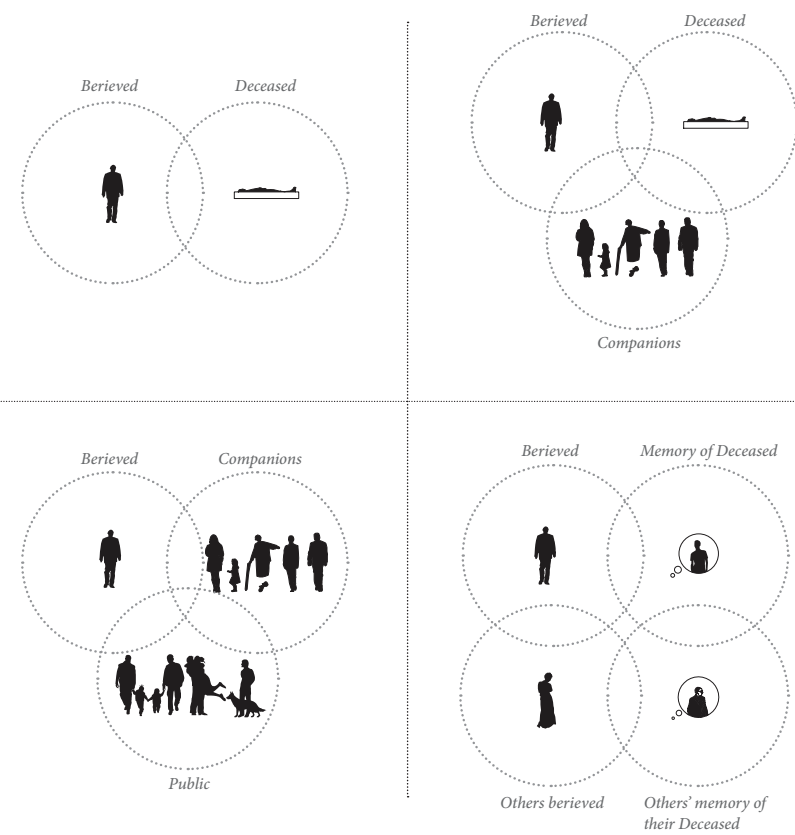 Berieved
Deceased
Berieved
Deceased
Companions
Berieved
Companions
Public
Berieved
Memory of Deceased
Others berieved
Others’ memory of
their Deceased